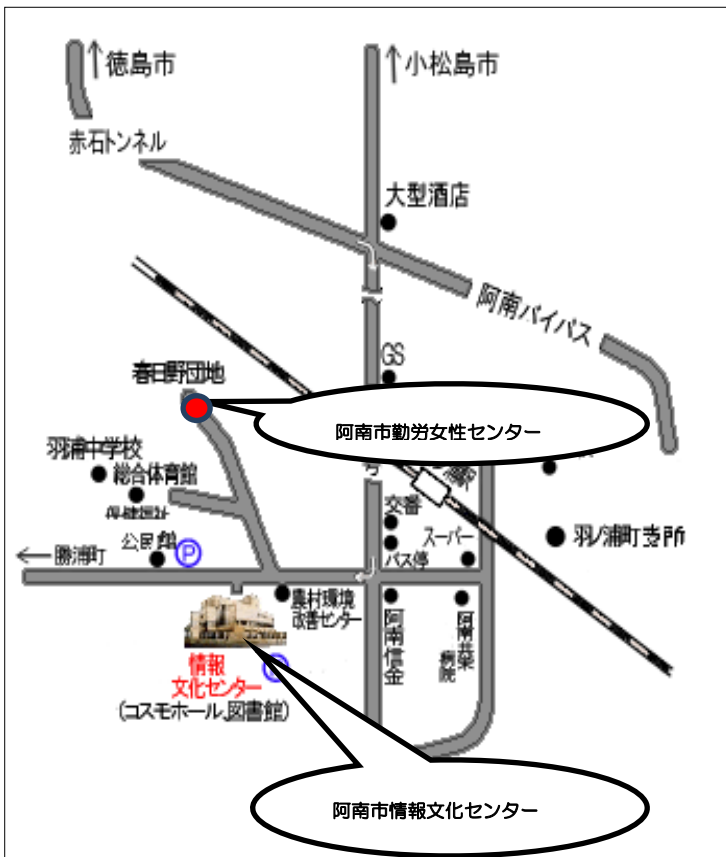 徳島市
小松島市
赤石トンネル
大型酒店
阿南バイパス
GS
春日野団地
阿南市勤労女性センター
羽浦中学校
総合体育館
号
駅
交番
スーパー
羽ノ浦町支所
公民館
P
バス停
勝浦町
農村環境
改善センター
阿南信金
阿南共栄
病院
情報
文化センター
(コスモホール、図書館)
阿南市情報文化センター